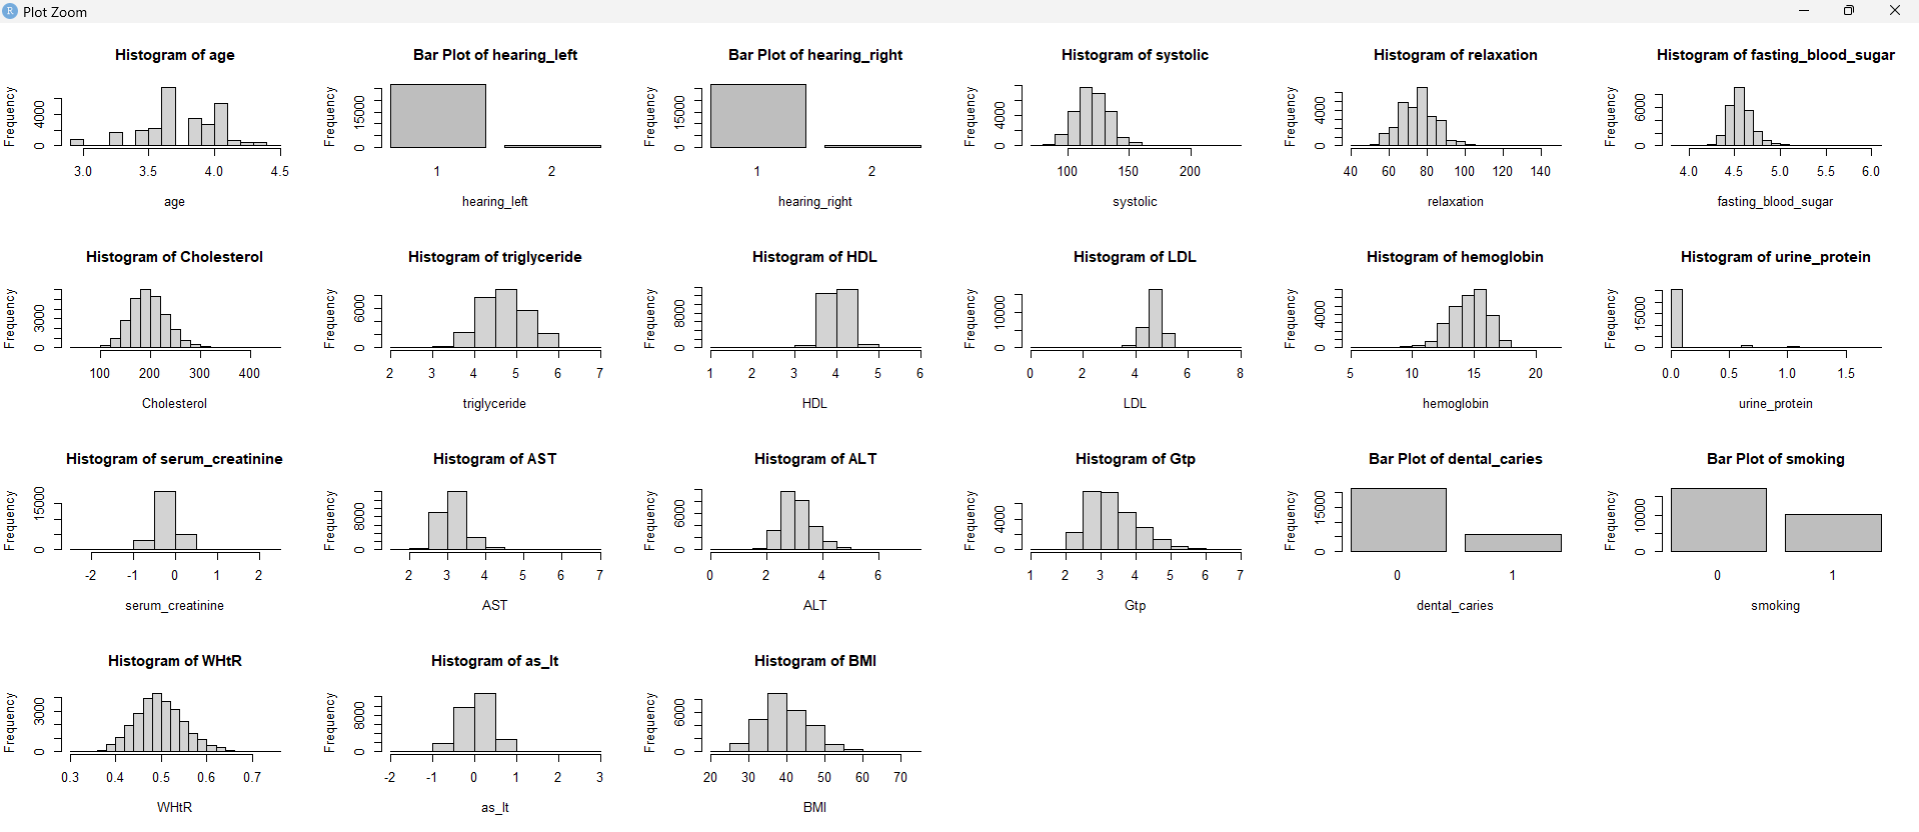 R Plot Zoom
Histogram of age
Frequency
0 4000
3.0 3.5 4.0 4.5
age
Bar Plot of hearing_left
Frequency
0 15000
1 2
hearing_left
Bar Plot of hearing_right
Frequency
0 15000
1 2
hearing_right
Histogram of systolic
Frequency
0 4000
100 150 200
systolic
Histogram of relaxation
Frequency
0 4000
40 60 80 100 120 140
relaxation
Histogram of fasting_blood_sugar
Frequency
0 6000
4.0 4.5 5.0 5.5 6.0
fasting_blood_sugar
Histogram of Cholesterol
Frequency
0 3000
100 200 300 400
Cholesterol
Histogram of triglyceride
Frequency
0 6000
2 3 4 5 6 7
triglyceride
Histogram of HDL
Frequency
0 8000
1 2 3 4 5 6
HDL
Histogram of LDL
Frequency
0 10000
0 2 4 6 8
LDL
Histogram of hemoglobin
Frequency
0 4000
5 10 15 20
hemoglobin
Histogram of urine_protein
Frequency
0 15000
0.0 0.5 1.0 1.5
urine_protein
Histogram of serum_creatinine
Frequency
0 15000
-2 -1 0 1 2
serum_creatinine
Histogram of AST
Frequency
0 8000
2 3 4 5 6 7
AST
Histogram of ALT
Frequency
0 6000
0 2 4 6
ALT
Histogram of Gtp
Frequency
0 4000
1 2 3 4 5 6 7
Gtp
Bar Plot of dental_caries
Frequency
0 15000
0 1
dental_caries
Bar Plot of smoking
Frequency
0 10000
0 1
smoking
Histogram of WHtR
Frequency
0 3000
0.3 0.4 0.5 0.6 0.7
WHtR
Histogram of as_lt
Frequency
0 8000
-2 -1 0 1 2 3
as_lt
Histogram of BMI
Frequency
0 6000
20 30 40 50 60 70
BMI